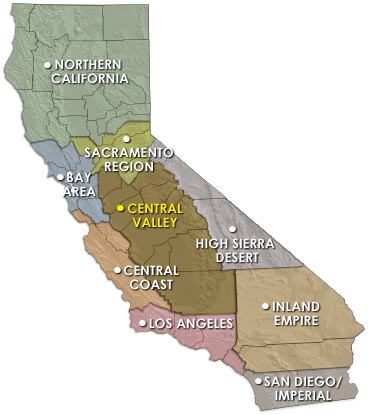 NORTHERN
CALIFORNIA
SACRAMENTO
REGION
BAY
AREA
CENTRAL
VALLEY
HIGH SIERRA
DESERT
CENTRAL
COAST
INLAND
EMPIRE
LOS ANGELES
SAN DIEGO/
IMPERIAL